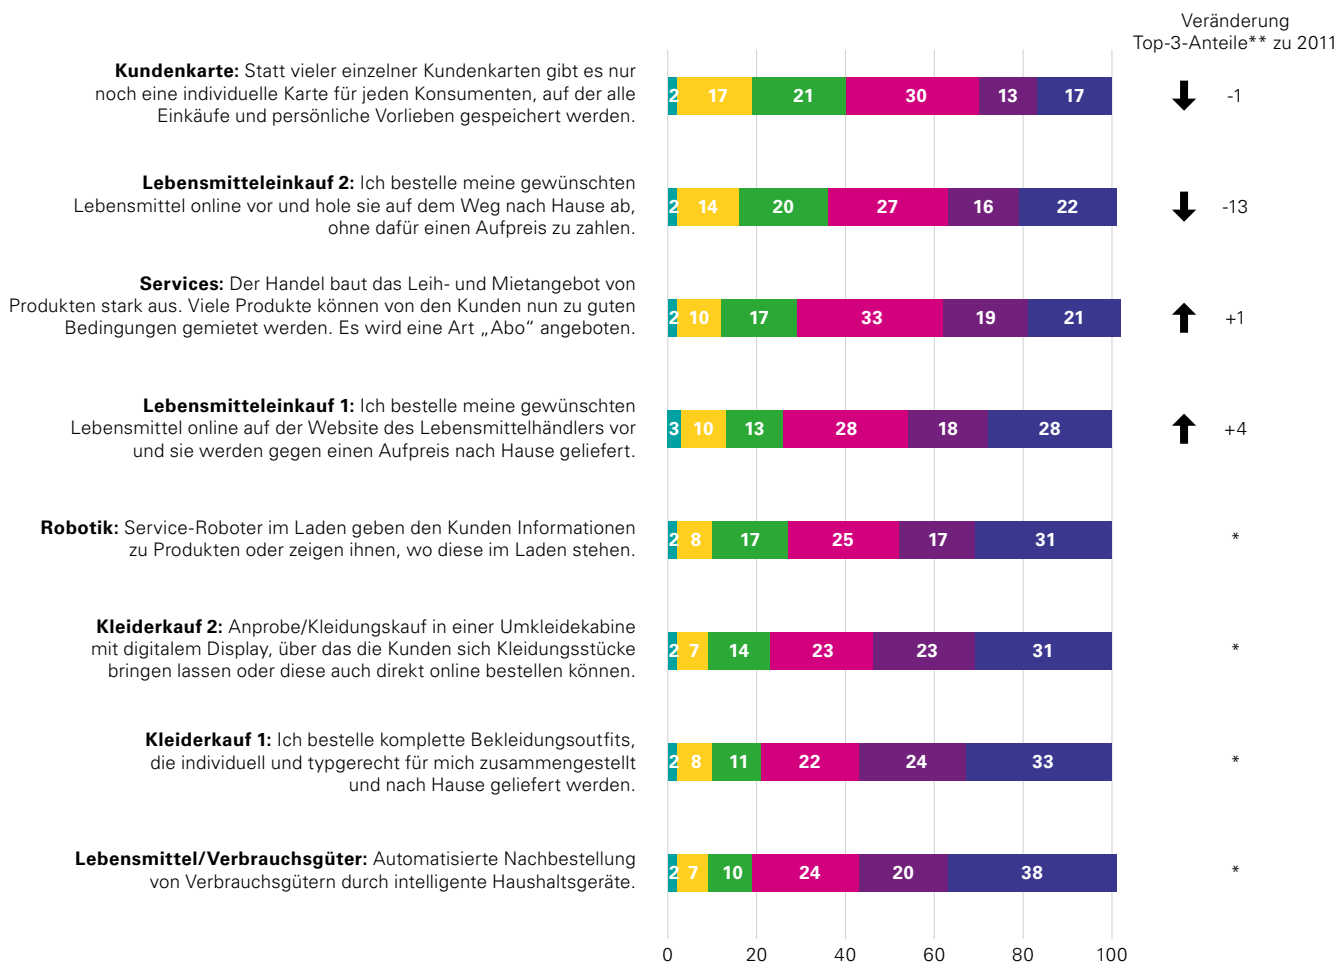 Veränderung
Top-3-Anteile** zu 2011
Kundenkarte: Statt vieler einzelner Kundenkarten gibt es nur
noch eine individuelle Karte für jeden Konsumenten, auf der alle
Einkäufe und persönliche Vorlieben gespeichert werden.
2 17 21 30 13 17
-1
Lebensmitteleinkauf 2: Ich bestelle meine gewünschten
Lebensmittel online vor und hole sie auf dem Weg nach Hause ab,
ohne dafür einen Aufpreis zu zahlen.
2 14 20 27 16 22
-13
Services: Der Handel baut das Leih- und Mietangebot von
Produkten stark aus. Viele Produkte können von den Kunden nun zu guten
Bedingungen gemietet werden. Es wird eine Art „Abo“ angeboten.
2 10 17 33 19 21
+1
Lebensmitteleinkauf 1: Ich bestelle meine gewünschten
Lebensmittel online auf der Website des Lebensmittelhändlers vor
und sie werden gegen einen Aufpreis nach Hause geliefert.
3 10 13 28 18 28
+4
Robotik: Service-Roboter im Laden geben den Kunden Informationen
zu Produkten oder zeigen ihnen, wo diese im Laden stehen.
2 8 17 25 17 31
*
Kleiderkauf 2: Anprobe/Kleidungskauf in einer Umkleidekabine
mit digitalem Display, über das die Kunden sich Kleidungsstücke
bringen lassen oder diese auch direkt online bestellen können.
2 7 14 23 23 31
*
Kleiderkauf 1: Ich bestelle komplette Bekleidungsoutfits,
die individuell und typgerecht für mich zusammengestellt
und nach Hause geliefert werden.
2 8 11 22 24 33
*
Lebensmittel/Verbrauchsgüter: Automatisierte Nachbestellung
von Verbrauchsgütern durch intelligente Haushaltsgeräte.
2 7 10 24 20 38
*
0 20 40 60 80 100